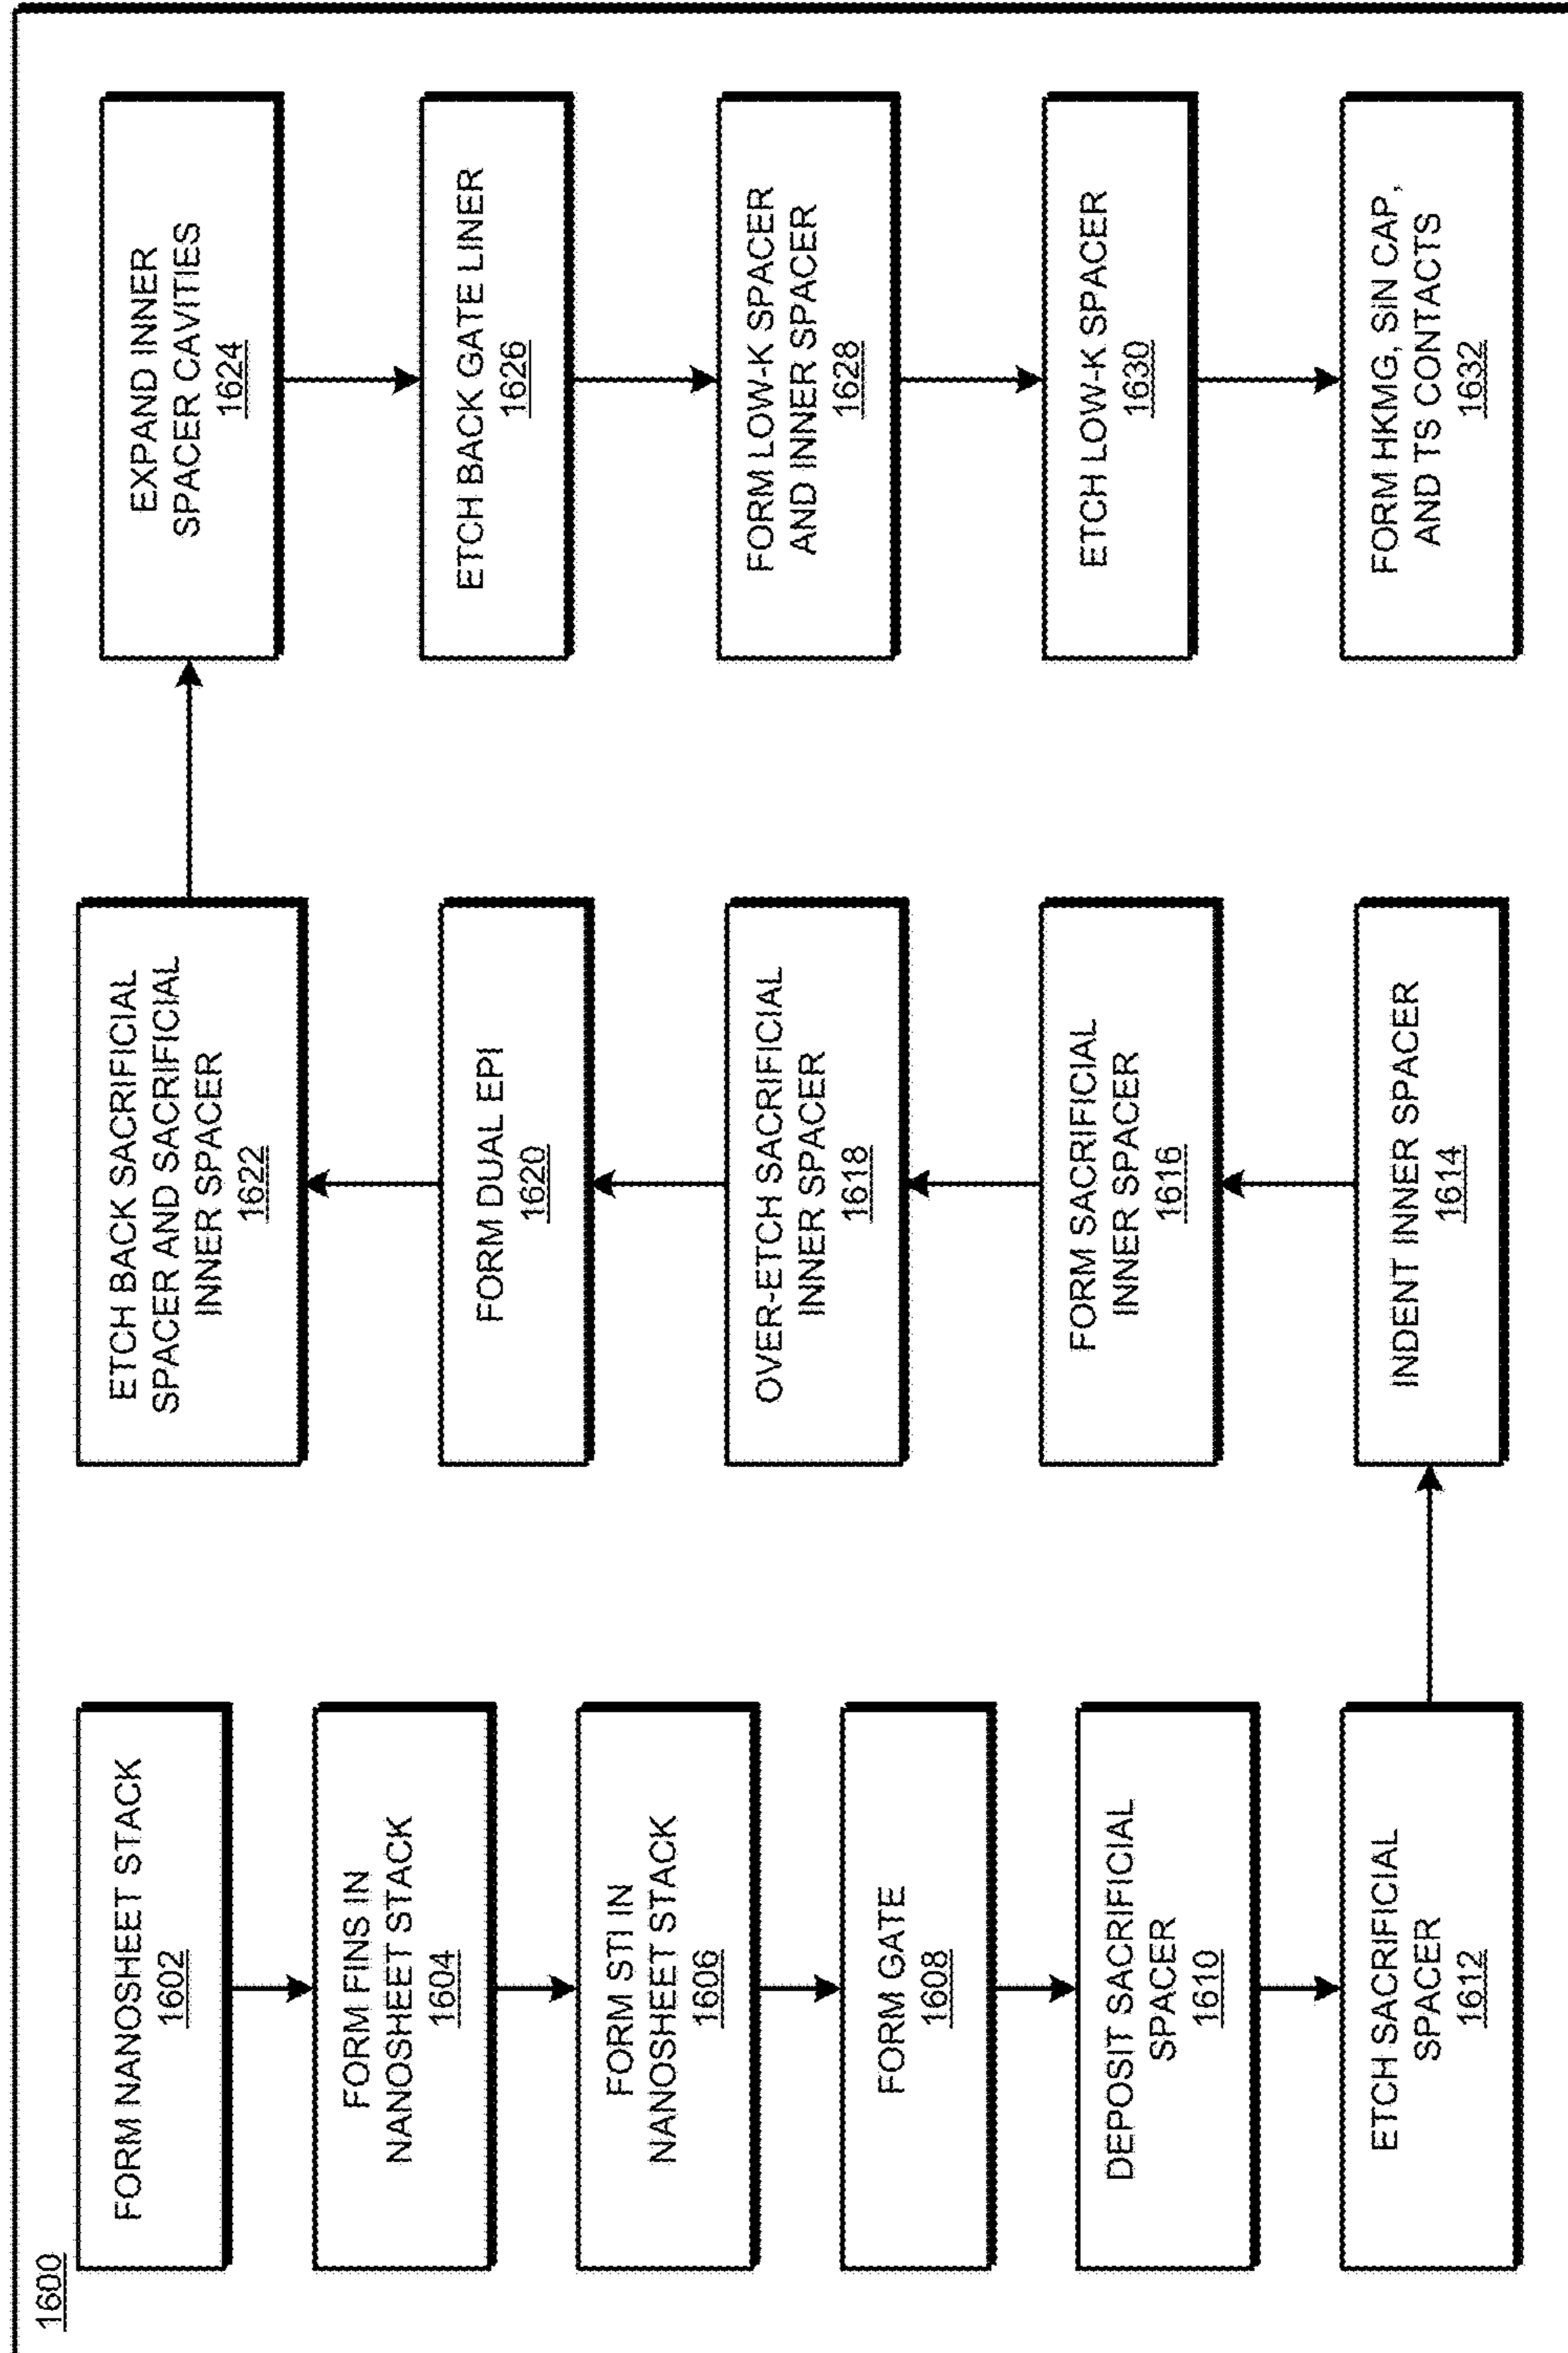 1600
FORM NANOSHEET STACK
1602
FORM FINS IN
NANOSHEET STACK
1604
FORM STI IN
NANOSHEET STACK
1606
FORM GATE
1608
DEPOSIT SACRIFICIAL
SPACER
1610
ETCH SACRIFICIAL
SPACER
1612
INDENT INNER SPACER
1614
FORM SACRIFICIAL
INNER SPACER
1616
OVER-ETCH SACRIFICIAL
INNER SPACER
1618
FORM DUAL EPI
1620
ETCH BACK SACRIFICIAL
SPACER AND SACRIFICIAL
INNER SPACER
1622
EXPAND INNER
SPACER CAVITIES
1624
ETCH BACK GATE LINER
1626
FORM LOW-K SPACER
AND INNER SPACER
1628
ETCH LOW-K SPACER
1630
FORM HKMG, SiN CAP,
AND TS CONTACTS
1632